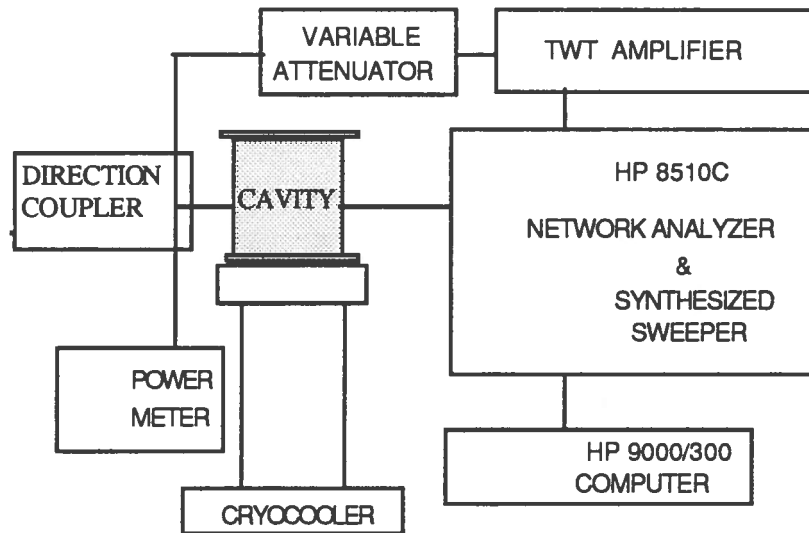 VARIABLE
ATTENUATOR
TWT AMPLIFIER
DIRECTION
COUPLER
CAVITY
HP 8510C
NETWORK ANALYZER
&
SYNTHESIZED
SWEEPER
POWER
METER
HP 9000/300
COMPUTER
CRYOCOOLER